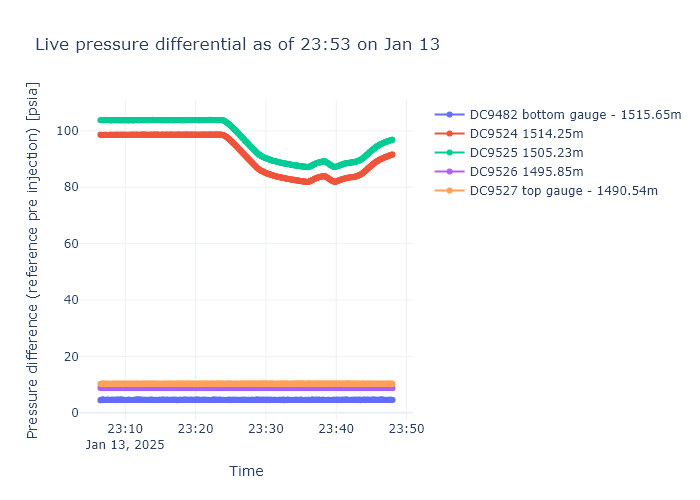 Live pressure differential as of 23:53 on Jan 13
Pressure difference (reference pre injection) [psia]
100
80
60
40
20
0
23:10
23:20
23:30
23:40
23:50
Jan 13, 2025
Time
DC9482 bottom gauge - 1515.65m
DC9524 1514.25m
DC9525 1505.23m
DC9526 1495.85m
DC9527 top gauge - 1490.54m